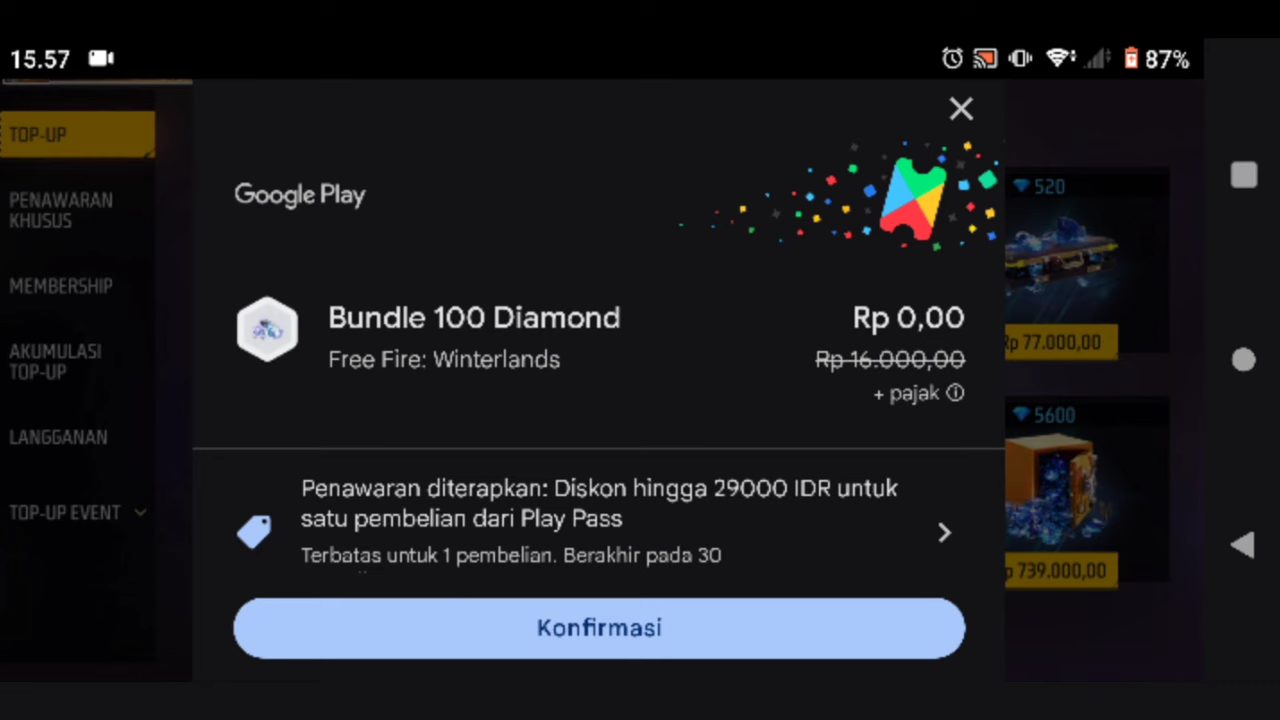 15.57
87%
TOP-UP
PENAWARAN
KHUSUS
MEMBERSHIP
AKUMULASI
TOP-UP
LANGGANAN
TOP-UP EVENT
Google Play
Bundle 100 Diamond
Rp 0,00
Free Fire: Winterlands
Rp 16.000,00
+ pajak
Penawaran diterapkan: Diskon hingga 29000 IDR untuk
satu pembelian dari Play Pass
Terbatas untuk 1 pembelian. Berakhir pada 30
Konfirmasi
520
Rp 77.000,00
5600
p 739.000,00